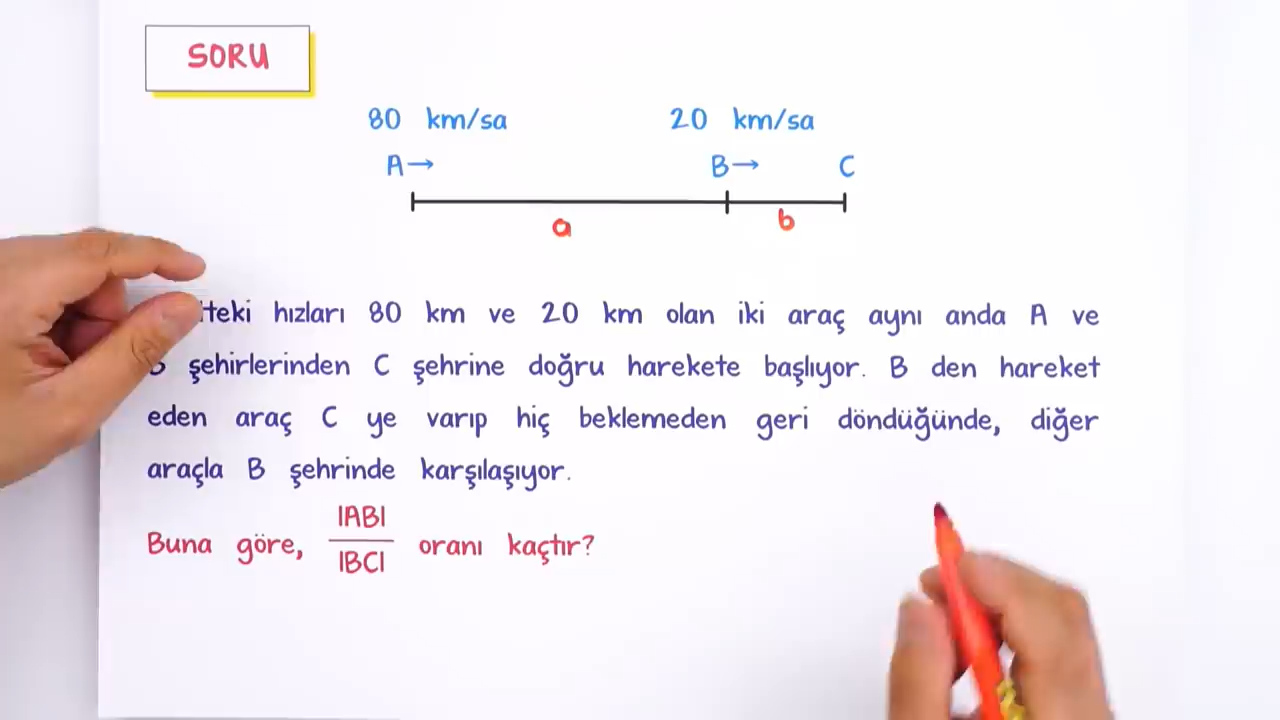 SORU
80 km/sa 20 km/sa
A→ B→ C
a b
hızları 80 km ve 20 km olan iki araç aynı anda A ve
şehirlerinden C şehrine doğru harekete başlıyor. B den hareket
eden araç C ye varıp hiç beklemeden geri döndüğünde, diğer
araçla B şehrinde karşılaşıyor.
Buna göre, |AB| / |BC| oranı kaçtır?